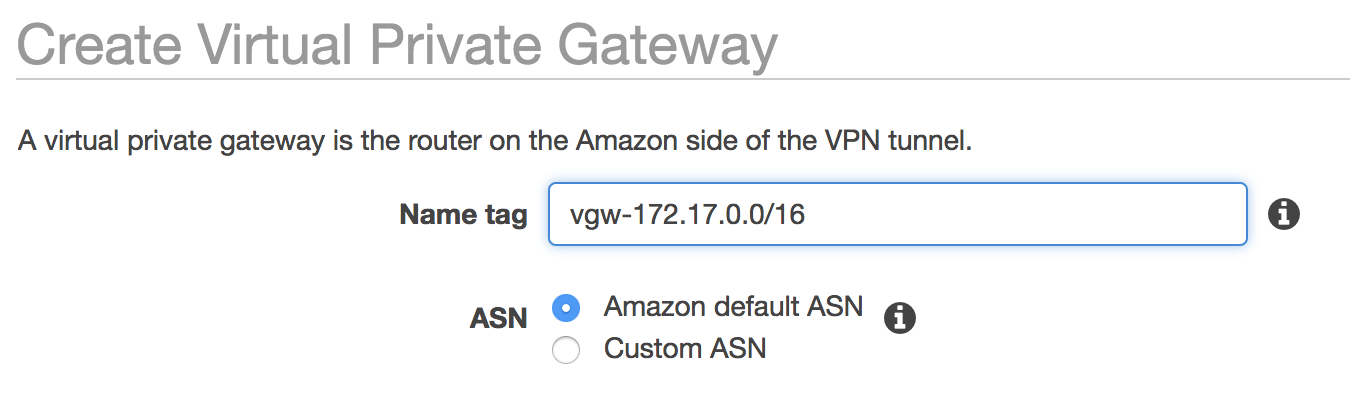 Create Virtual Private Gateway
A virtual private gateway is the router on the Amazon side of the VPN tunnel.
Name tag vgw-172.17.0.0/16
ASN Amazon default ASN
Custom ASN